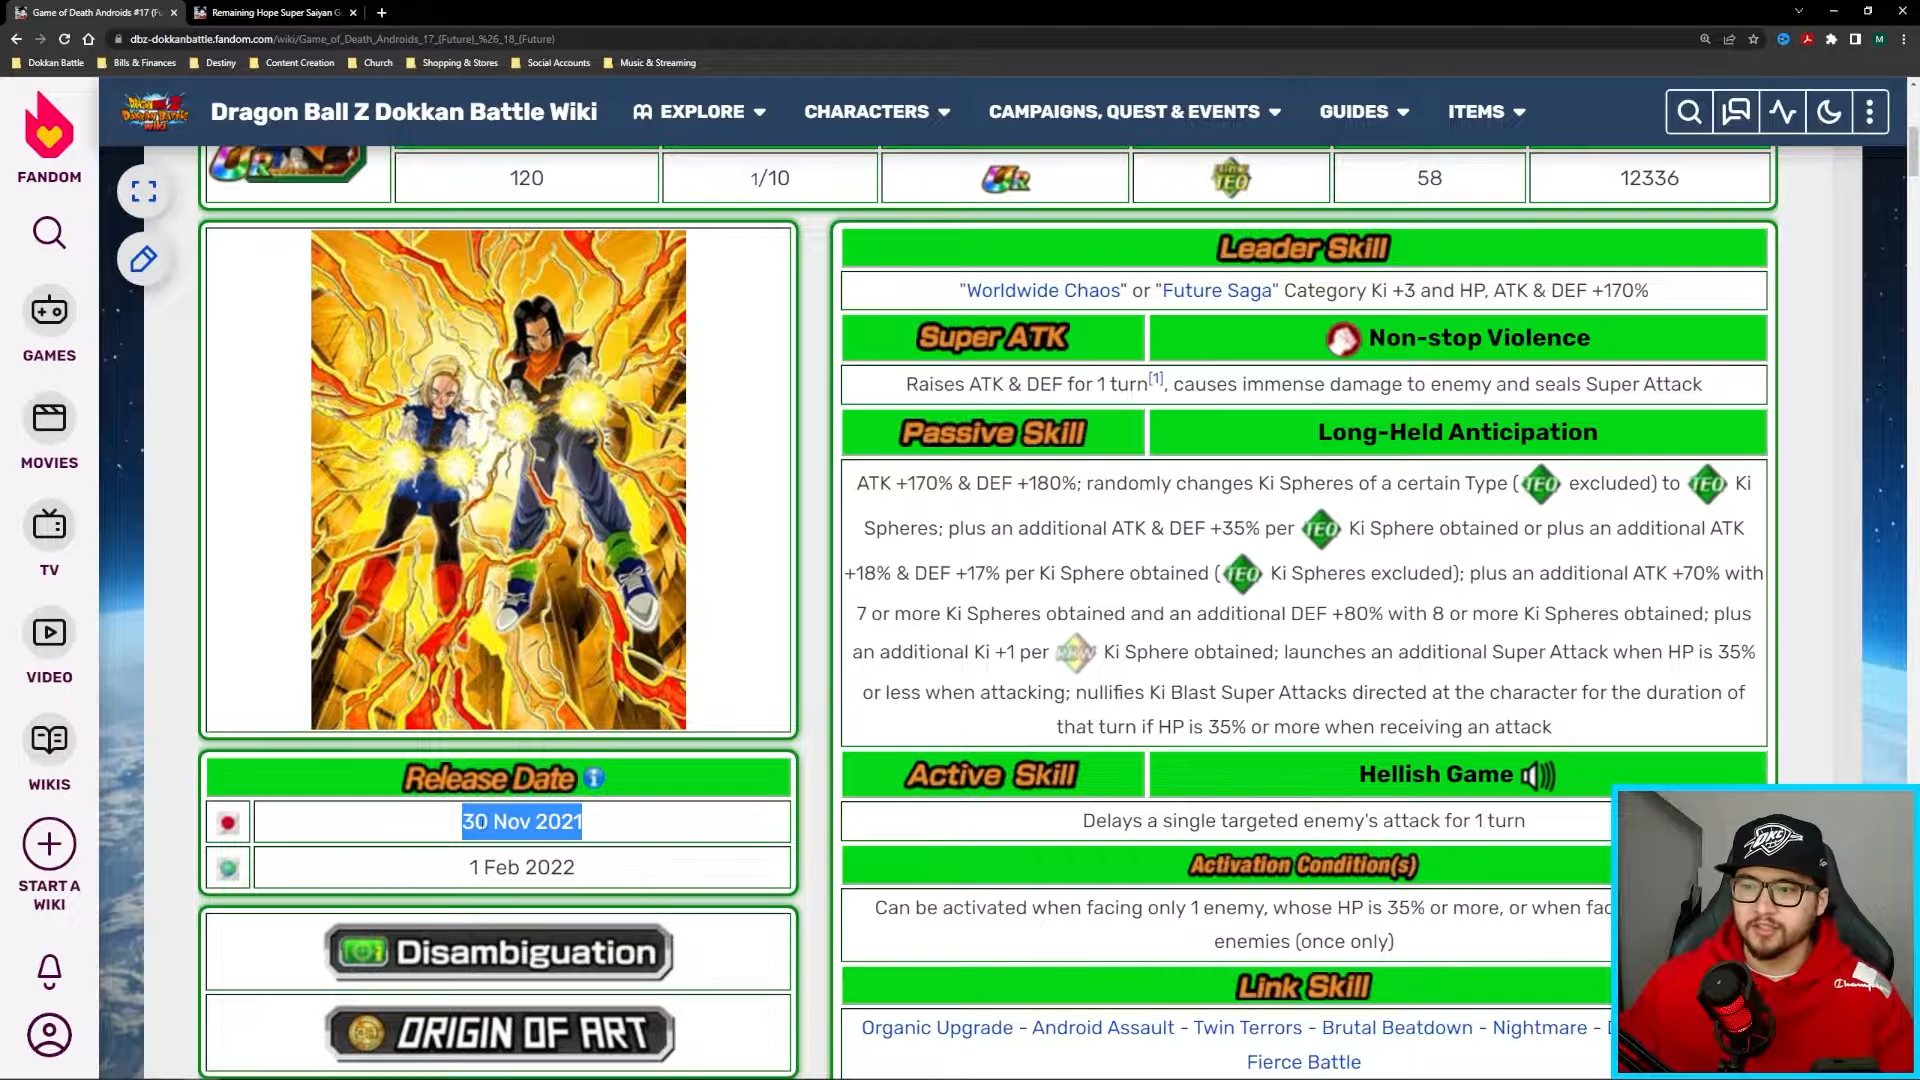 Game of Death Androids #17 (Fu
Remaining Hope Super Saiyan G
dbz-dokkanbattle.fandom.com/wiki/Game_of_Death_Androids_17_(Future)_%26_18_(Future)
M
Dokkan Battle
Bills & Finances
Destiny
Content Creation
Church
Shopping & Stores
Social Accounts
Music & Streaming
Dragon Ball Z Dokkan Battle Wiki
EXPLORE
CHARACTERS
CAMPAIGNS, QUEST & EVENTS
GUIDES
ITEMS
FANDOM
GAMES
MOVIES
TV
VIDEO
WIKIS
START A
WIKI
UR
120
1/10
UR
TEQ
58
12336
Leader Skill
"Worldwide Chaos" or "Future Saga" Category Ki +3 and HP, ATK & DEF +170%
Super ATK
Non-stop Violence
Raises ATK & DEF for 1 turn[1], causes immense damage to enemy and seals Super Attack
Passive Skill
Long-Held Anticipation
ATK +170% & DEF +180%; randomly changes Ki Spheres of a certain Type (TEQ excluded) to TEQ Ki
Spheres; plus an additional ATK & DEF +35% per TEQ Ki Sphere obtained or plus an additional ATK
+18% & DEF +17% per Ki Sphere obtained (TEQ Ki Spheres excluded); plus an additional ATK +70% with
7 or more Ki Spheres obtained and an additional DEF +80% with 8 or more Ki Spheres obtained; plus
an additional Ki +1 per Ki Sphere obtained; launches an additional Super Attack when HP is 35%
or less when attacking; nullifies Ki Blast Super Attacks directed at the character for the duration of
that turn if HP is 35% or more when receiving an attack
Active Skill
Hellish Game
Delays a single targeted enemy's attack for 1 turn
Activation Condition(s)
Can be activated when facing only 1 enemy, whose HP is 35% or more, or when fac
enemies (once only)
Link Skill
Organic Upgrade - Android Assault - Twin Terrors - Brutal Beatdown - Nightmare -
Fierce Battle
Release Date
30 Nov 2021
1 Feb 2022
Disambiguation
ORIGIN OF ART
OKC
Champ